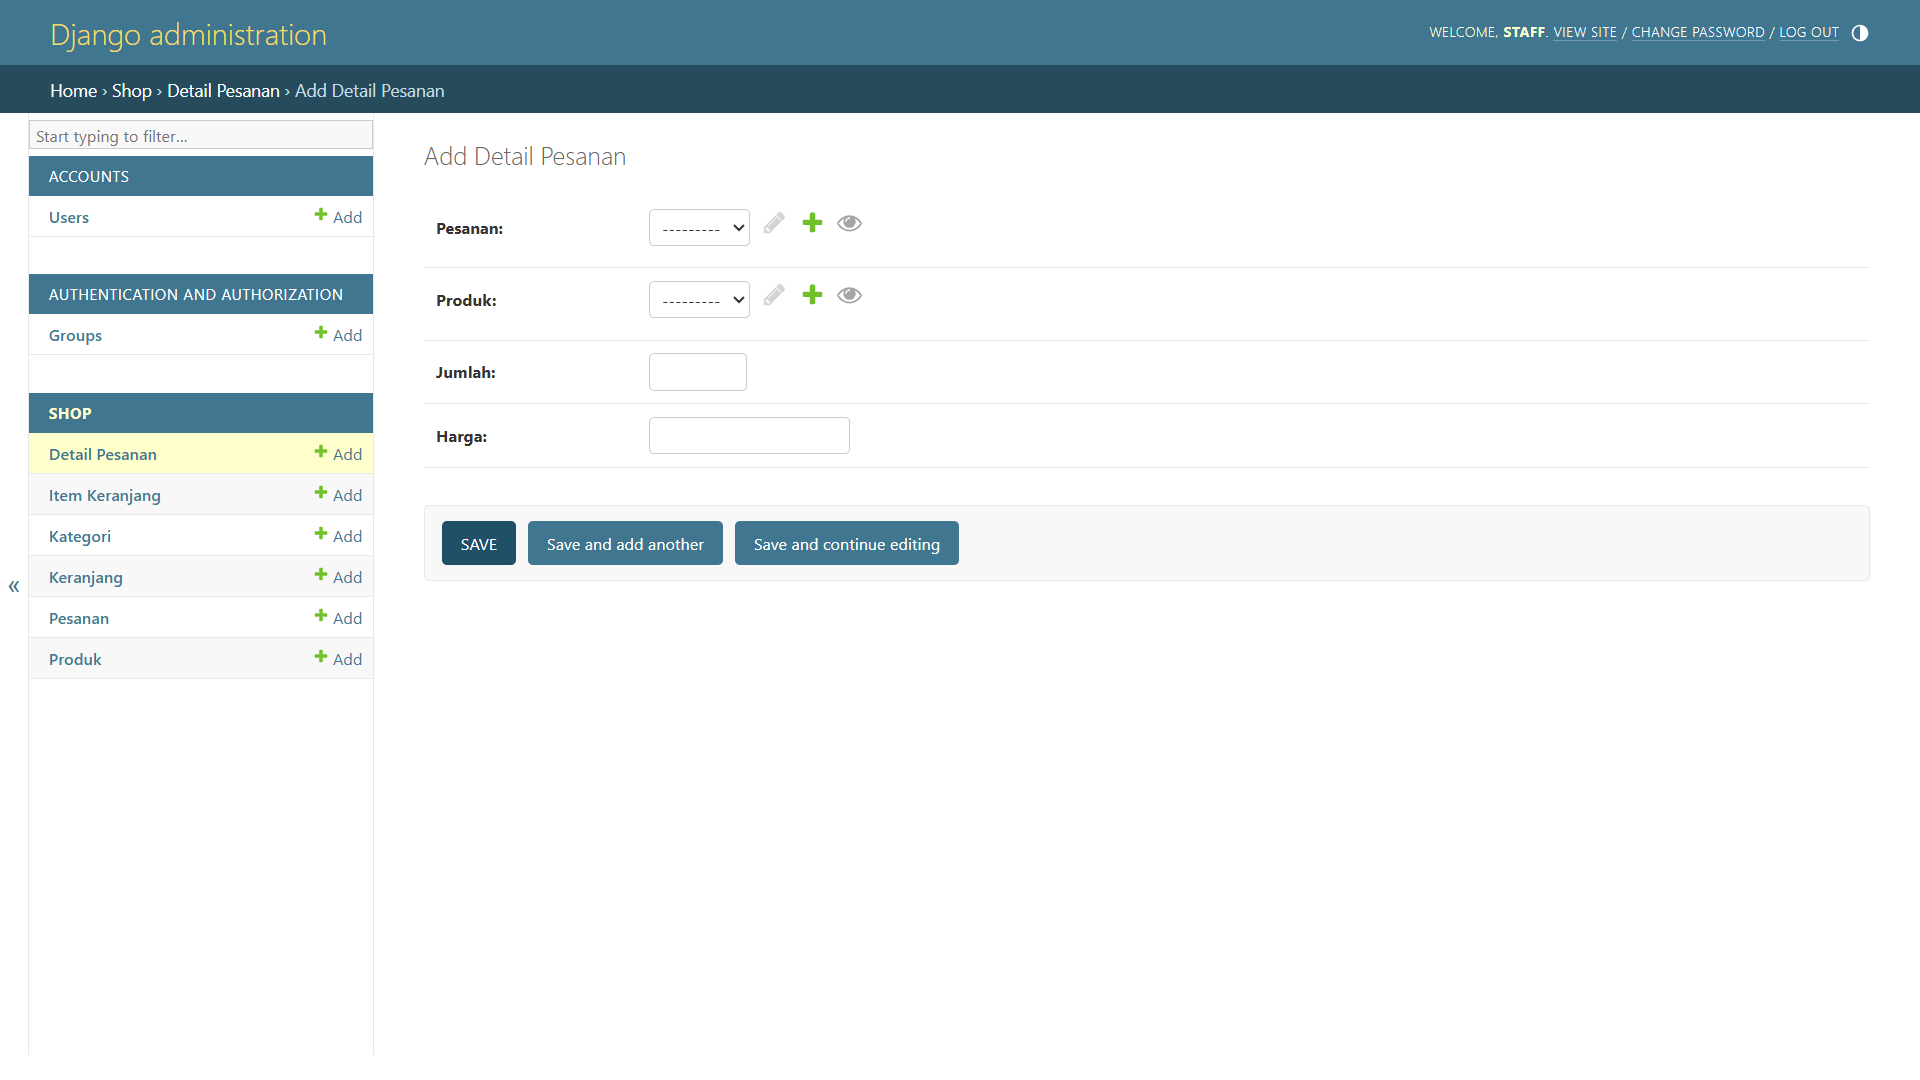 Django administration
WELCOME, STAFF. VIEW SITE / CHANGE PASSWORD / LOG OUT
Home › Shop › Detail Pesanan › Add Detail Pesanan
Start typing to filter...
ACCOUNTS
Users Add
AUTHENTICATION AND AUTHORIZATION
Groups Add
SHOP
Detail Pesanan Add
Item Keranjang Add
Kategori Add
Keranjang Add
Pesanan Add
Produk Add
«
Add Detail Pesanan
Pesanan: ---------
Produk: ---------
Jumlah:
Harga:
SAVE Save and add another Save and continue editing